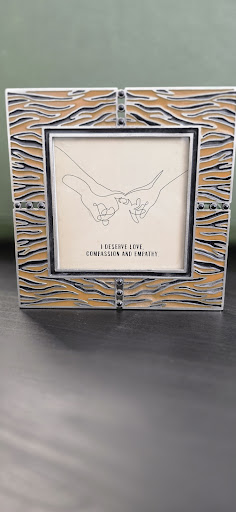 I DESERVE LOVE,
COMPASSION AND EMPATHY